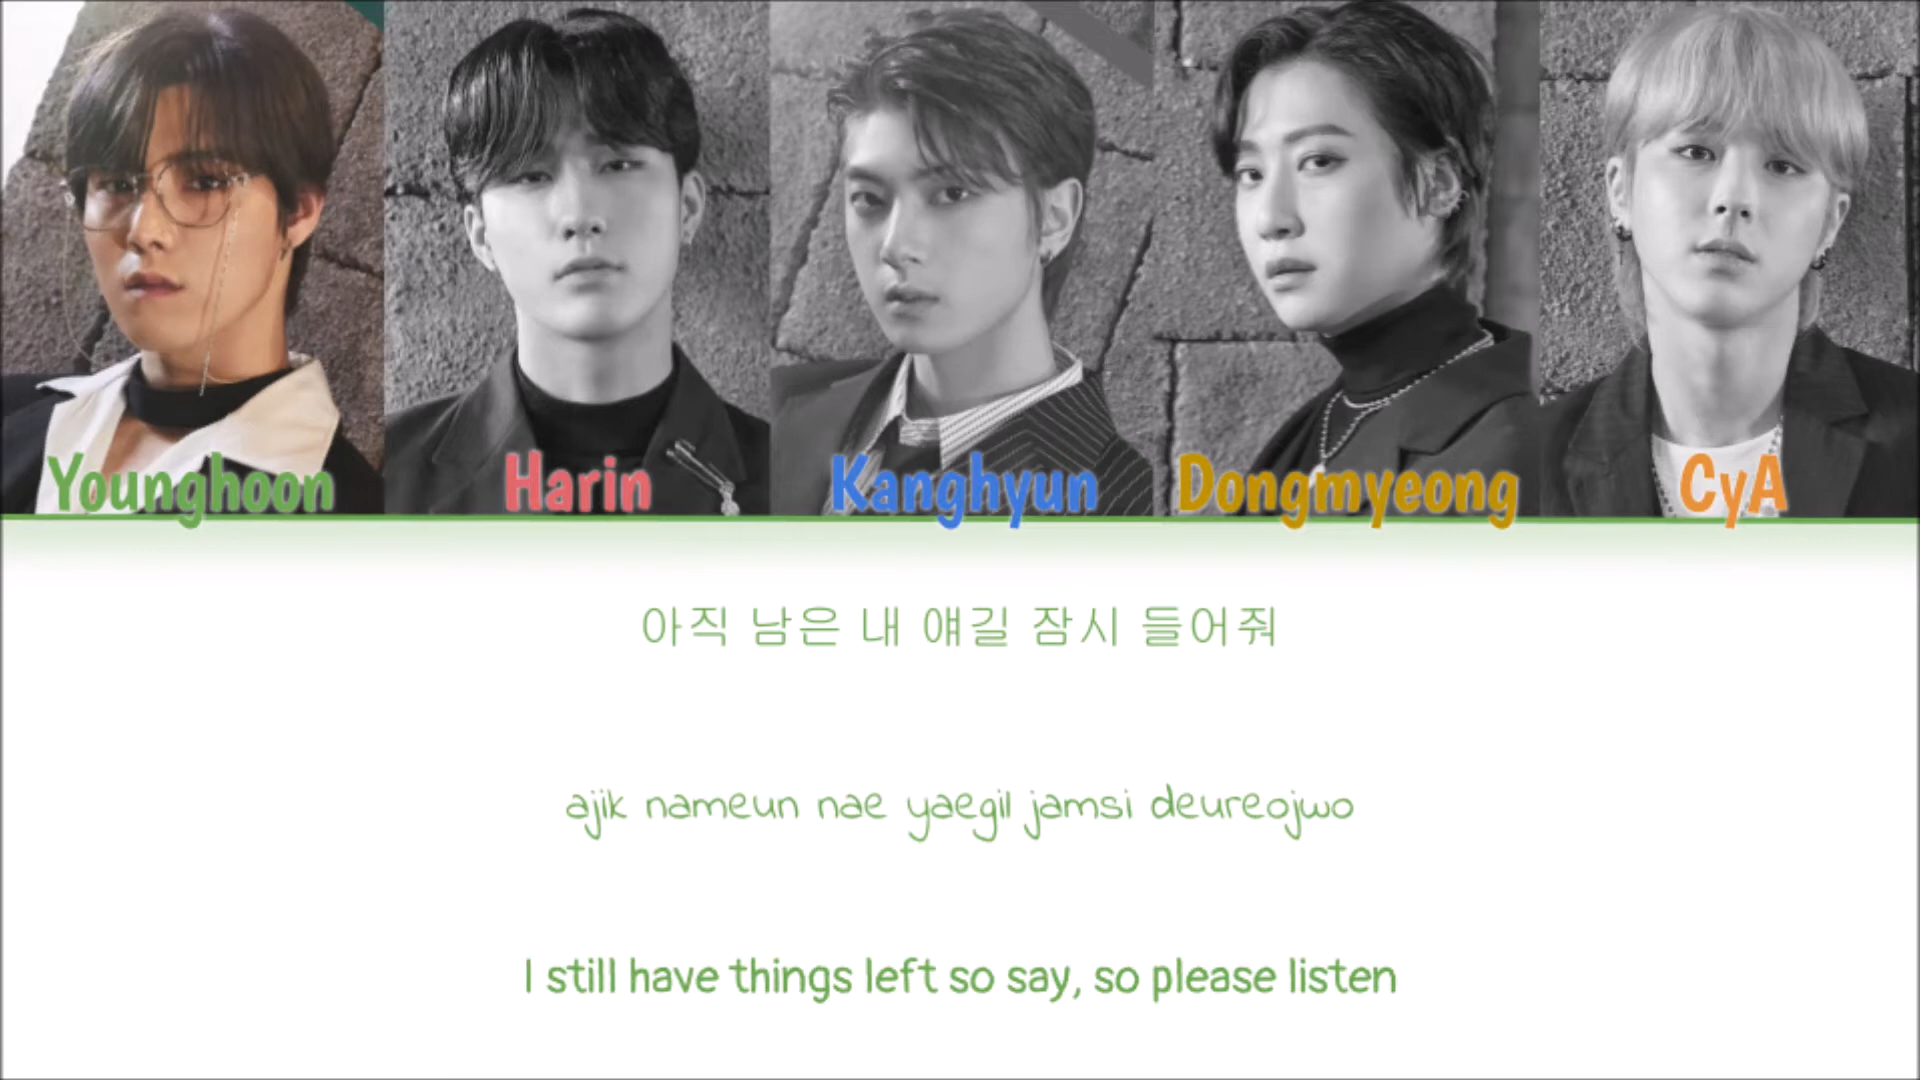 Younghoon Harin Kanghyun Dongmyeong CyA
아직 남은 내 얘길 잠시 들어줘
ajik nameun nae yaegil jamsi deureojwo
I still have things left so say, so please listen